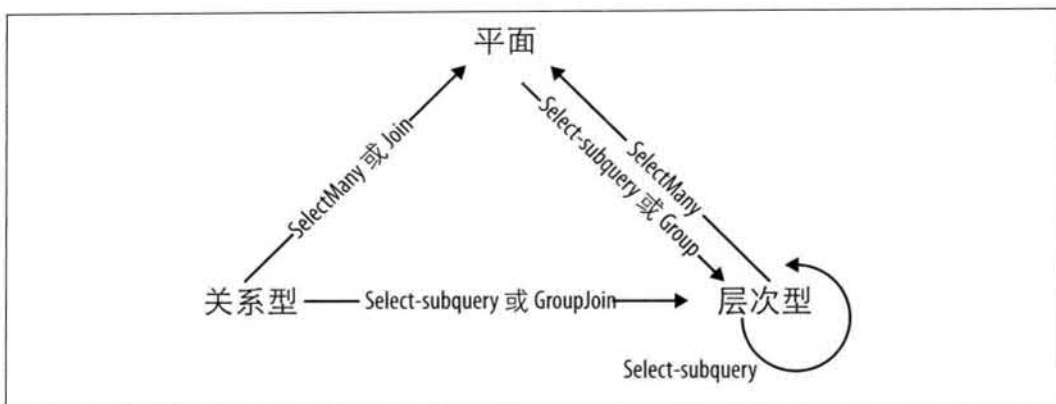 平面
SelectMany 或 Join
Select-subquery 或 Group
SelectMany
关系型
Select-subquery 或 GroupJoin
层次型
Select-subquery